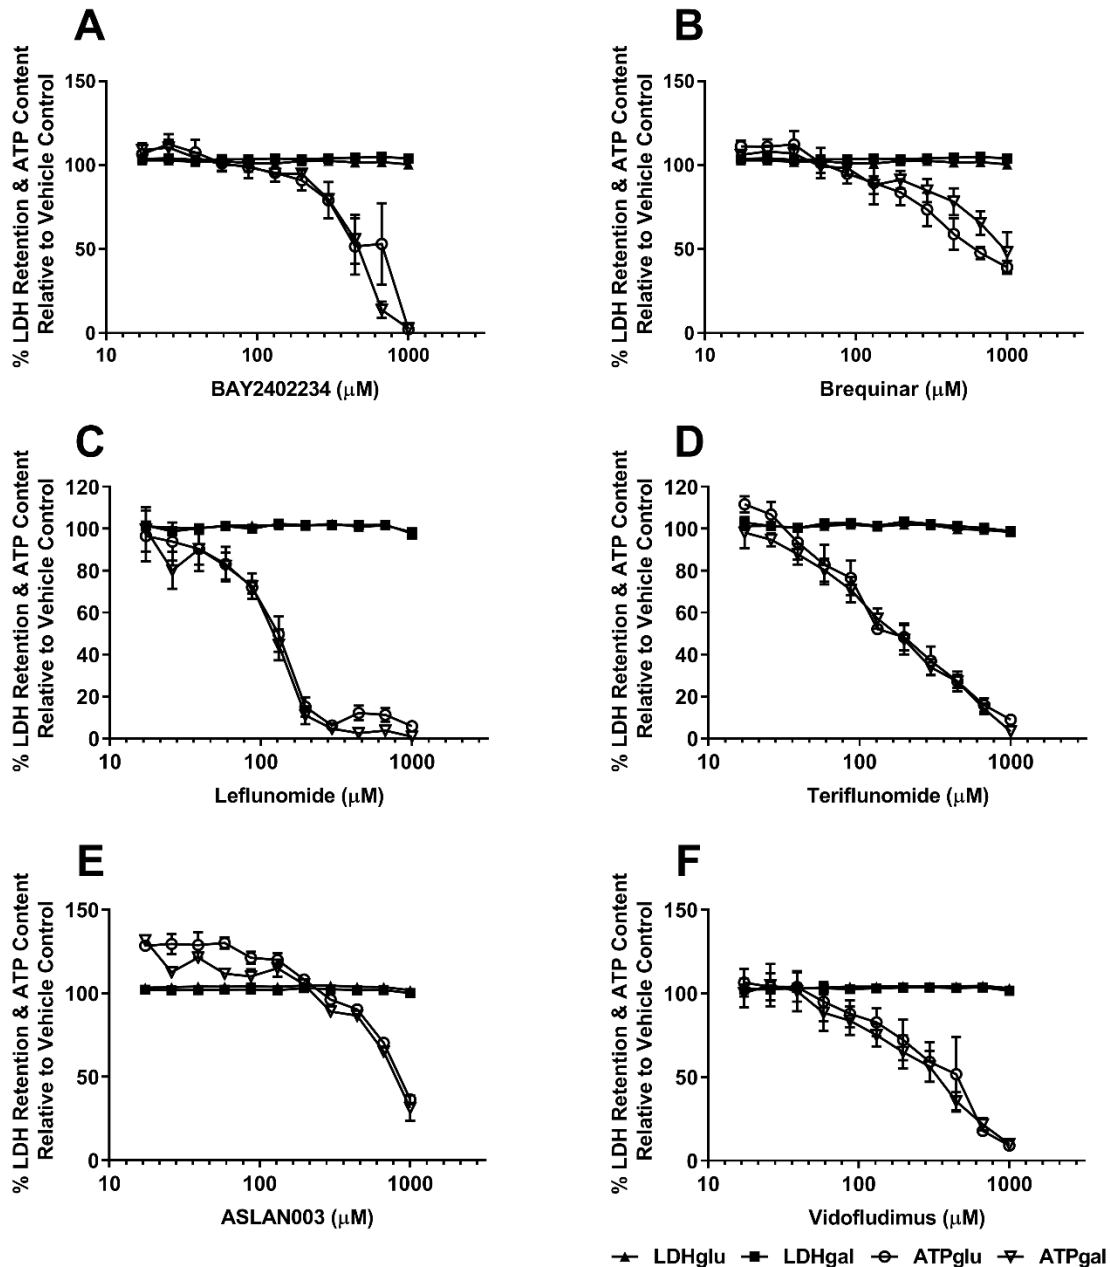 A
% LDH Retention & ATP Content
Relative to Vehicle Control
150
100
50
0
10
100
1000
BAY2402234 (μM)
B
% LDH Retention & ATP Content
Relative to Vehicle Control
150
100
50
0
10
100
1000
Brequinar (μM)
C
% LDH Retention & ATP Content
Relative to Vehicle Control
120
100
80
60
40
20
0
10
100
1000
Leflunomide (μM)
D
% LDH Retention & ATP Content
Relative to Vehicle Control
120
100
80
60
40
20
0
10
100
1000
Teriflunomide (μM)
E
% LDH Retention & ATP Content
Relative to Vehicle Control
150
100
50
0
10
100
1000
ASLAN003 (μM)
F
% LDH Retention & ATP Content
Relative to Vehicle Control
150
100
50
0
10
100
1000
Vidofludimus (μM)
LDHglu LDHgal ATPglu ATPgal